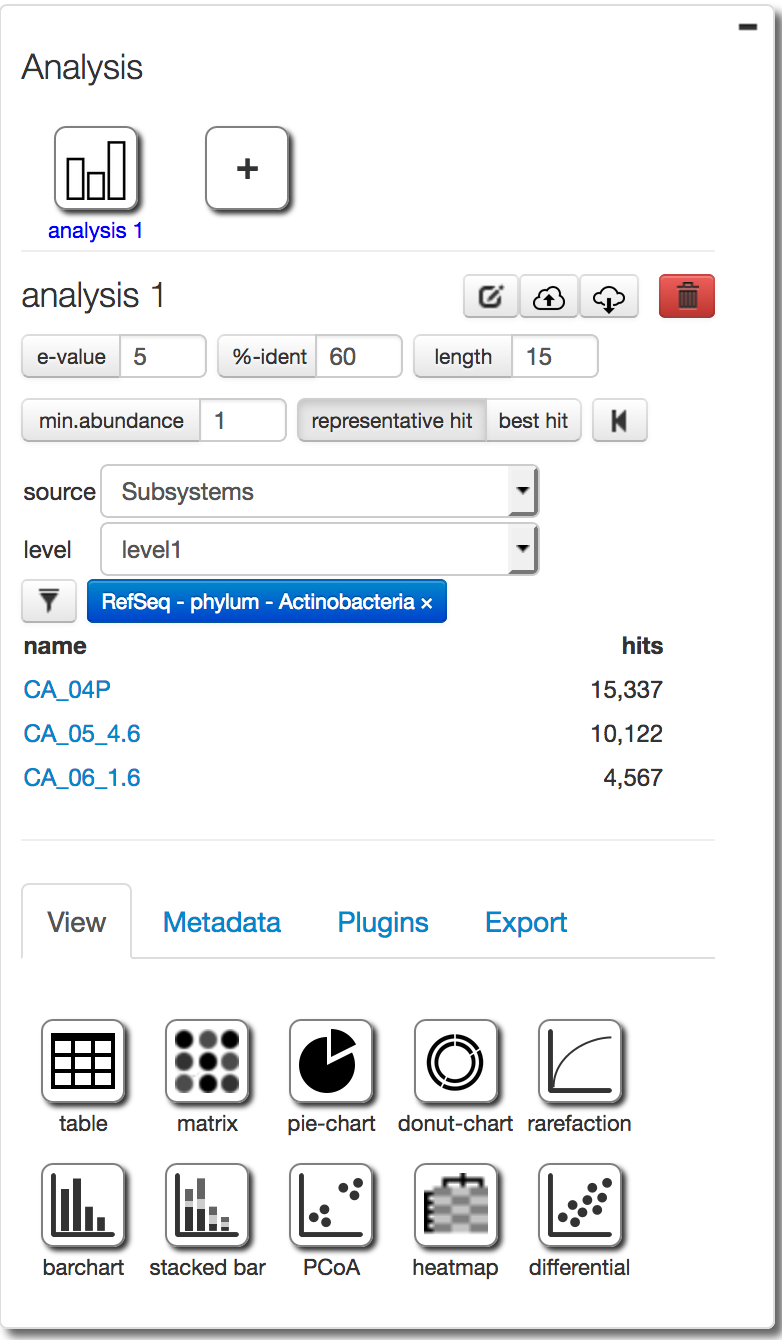 Analysis
+
analysis 1
analysis 1
e-value 5 %-ident 60 length 15
min.abundance 1 representative hit best hit
source Subsystems
level level1
RefSeq - phylum - Actinobacteria ×
name hits
CA_04P 15,337
CA_05_4.6 10,122
CA_06_1.6 4,567
View Metadata Plugins Export
table matrix pie-chart donut-chart rarefaction
barchart stacked bar PCoA heatmap differential